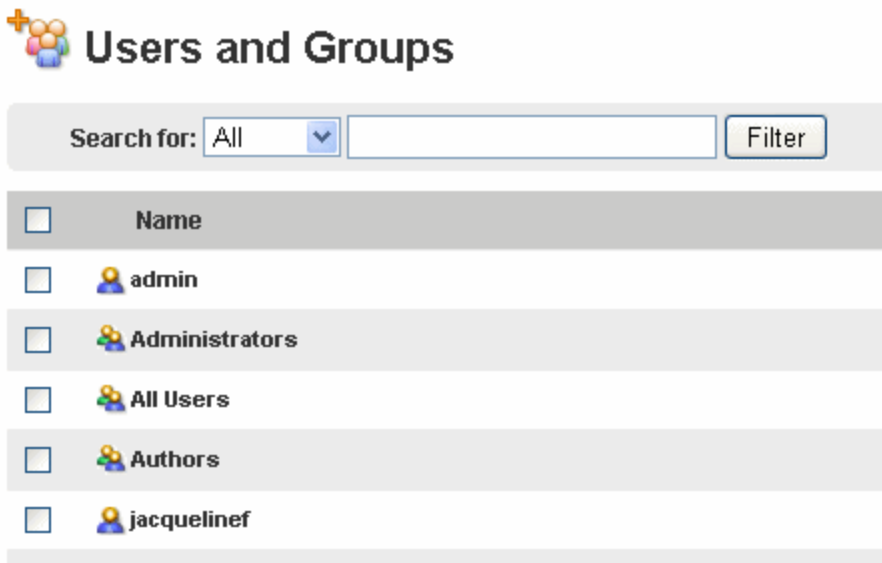 Users and Groups
Search for: All Filter
Name
admin
Administrators
All Users
Authors
jacquelinef